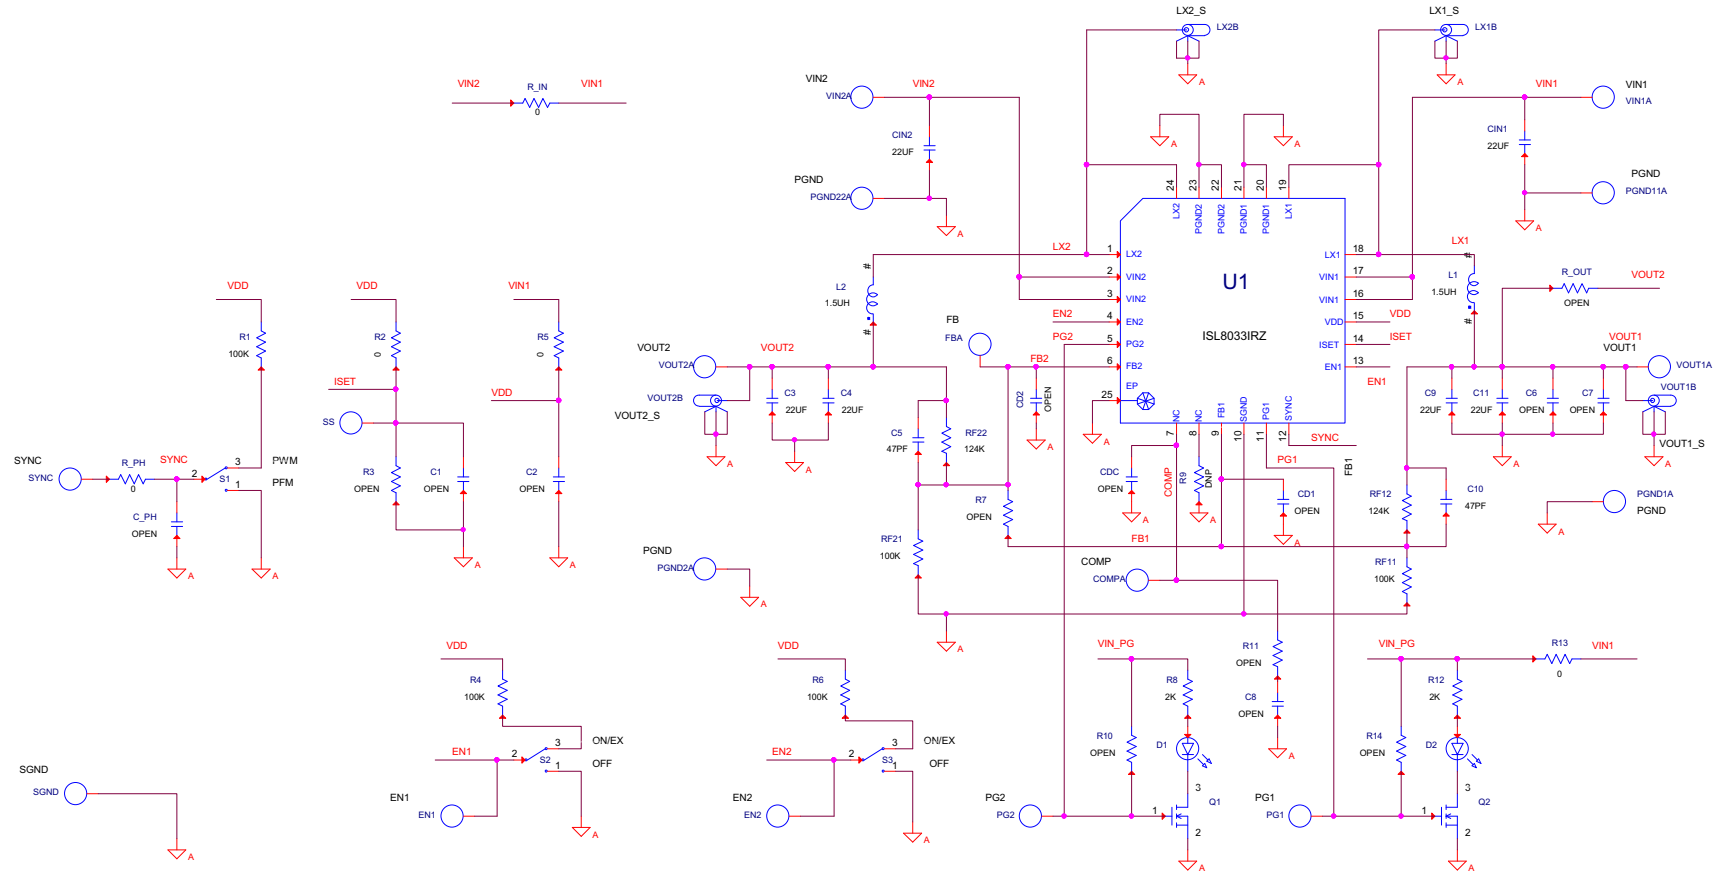 LX2_S
LX2B
LX1_S
LX1B
VIN2
R_IN
VIN1
0
VIN2
VIN2A
VIN2
CIN2
22UF
PGND
PGND22A
A
A
A
A
A
VIN1
VIN1
VIN1A
CIN1
22UF
PGND
PGND11A
A
24
23
22
21
20
19
LX2
PGND2
PGND2
PGND1
PGND1
LX1
LX2
1
LX2
2
VIN2
3
VIN2
EN2
4
EN2
PG2
5
PG2
FB2
6
FB2
25
EP
A
U1
ISL8033IRZ
LX1
18
LX1
VIN1
17
VIN1
16
VDD
15
VDD
ISET
14
ISET
EN1
13
EN1
NC
NC
FB1
SGND
PG1
SYNC
7
8
9
10
11
12
SYNC
PG1
FB1
#
L2
1.5UH
#
#
L1
1.5UH
#
R_OUT
OPEN
VOUT2
VDD
R1
100K
VDD
R2
0
ISET
SS
R3
OPEN
C1
OPEN
A
VIN1
R5
0
VDD
C2
OPEN
A
SYNC
SYNC
R_PH
0
SYNC
2
3
1
S1
PWM
PFM
C_PH
OPEN
A
A
VOUT2
VOUT2A
VOUT2
VOUT2B
VOUT2_S
A
C3
22UF
C4
22UF
A
FB
FBA
CD2
OPEN
A
C5
47PF
RF22
124K
R7
OPEN
RF21
100K
A
PGND
PGND2A
A
CDC
OPEN
A
COMP
R9
DNP
A
CD1
OPEN
A
FB1
COMP
COMPA
VOUT1
VOUT1
VOUT1A
VOUT1B
VOUT1_S
A
C9
22UF
C11
22UF
C6
OPEN
C7
OPEN
A
RF12
124K
C10
47PF
RF11
100K
PGND1A
PGND
A
VDD
R4
100K
EN1
2
3
1
S2
ON/EX
OFF
EN1
EN1
A
VDD
R6
100K
EN2
2
3
1
S3
ON/EX
OFF
EN2
EN2
A
SGND
SGND
A
VIN_PG
R8
2K
R10
OPEN
D1
3
1
Q1
2
PG2
PG2
A
R11
OPEN
C8
OPEN
A
VIN_PG
R13
0
VIN1
R12
2K
R14
OPEN
D2
3
1
Q2
2
PG1
PG1
A